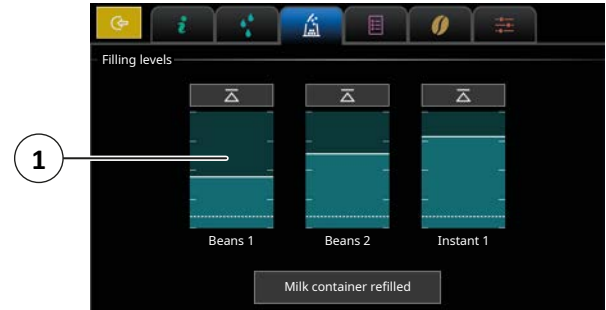 Filling levels
1
Beans 1
Beans 2
Instant 1
Milk container refilled